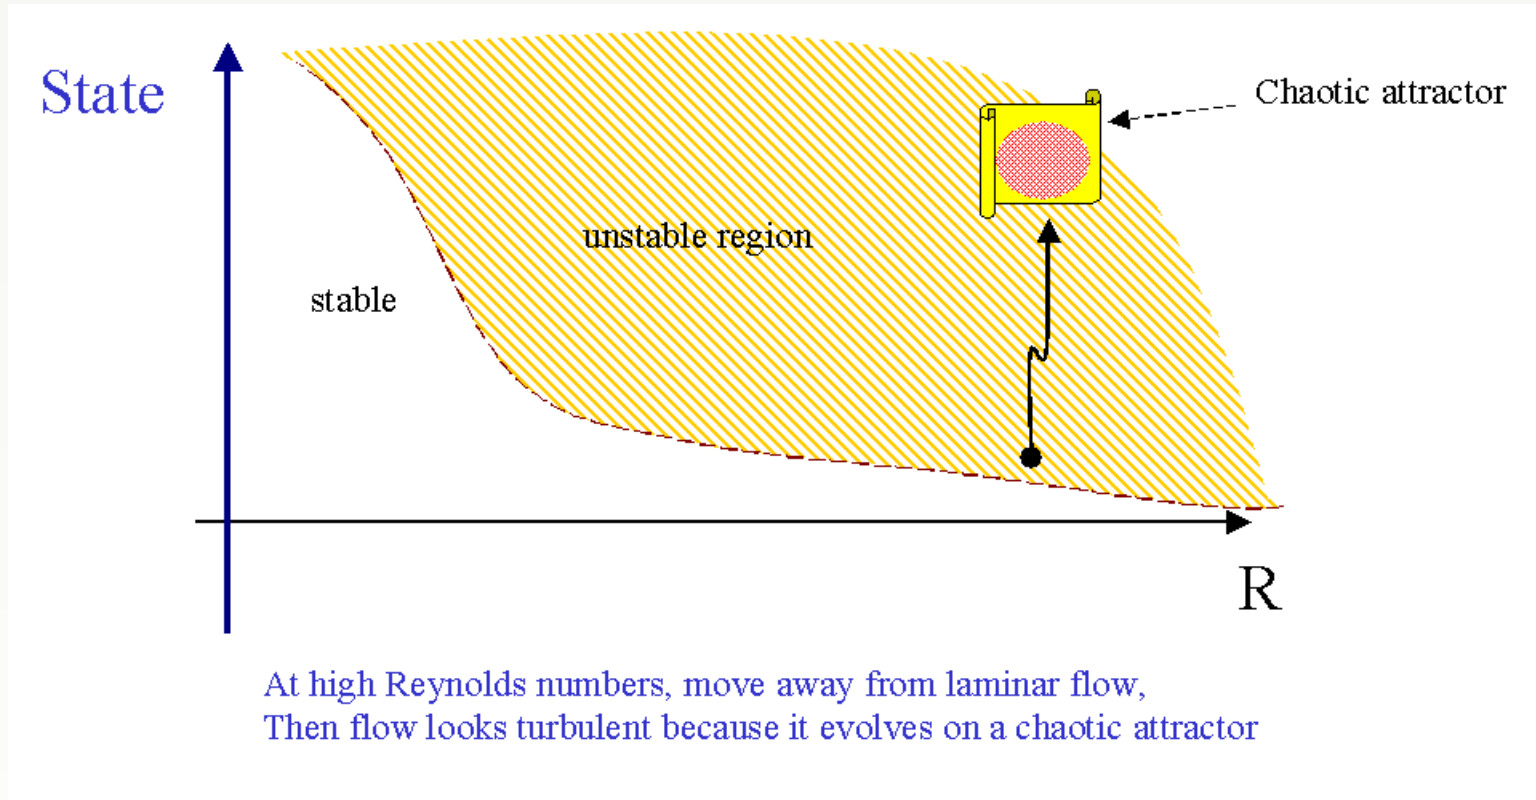 State
Chaotic attractor
unstable region
stable
R
At high Reynolds numbers, move away from laminar flow,
Then flow looks turbulent because it evolves on a chaotic attractor